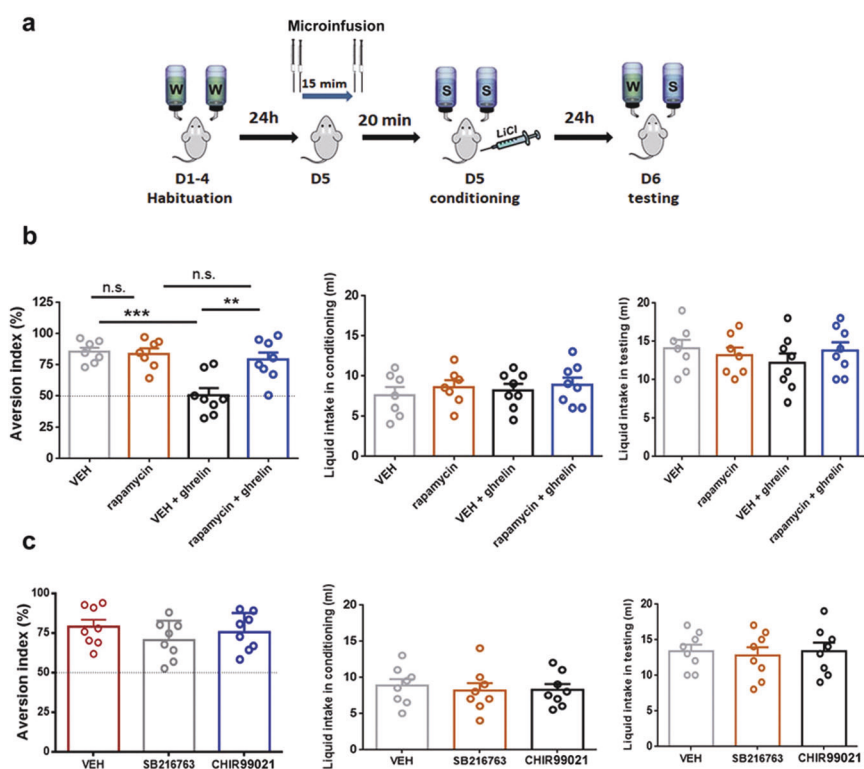 a
Microinfusion
15 mim
W W
S S
W S
24h
20 min
LiCl
24h
D1-4
Habituation
D5
D5
conditioning
D6
testing
b
Aversion index (%)
125
100
75
50
25
0
n.s.
n.s.
***
**
VEH
rapamycin
VEH + ghrelin
rapamycin + ghrelin
Liquid intake in conditioning (ml)
20
15
10
5
0
VEH
rapamycin
VEH + ghrelin
rapamycin + ghrelin
Liquid intake in testing (ml)
20
15
10
5
0
VEH
rapamycin
VEH + ghrelin
rapamycin + ghrelin
c
Aversion index (%)
100
75
50
25
0
VEH
SB216763
CHIR99021
Liquid intake in conditioning (ml)
20
15
10
5
0
VEH
SB216763
CHIR99021
Liquid intake in testing (ml)
20
15
10
5
0
VEH
SB216763
CHIR99021